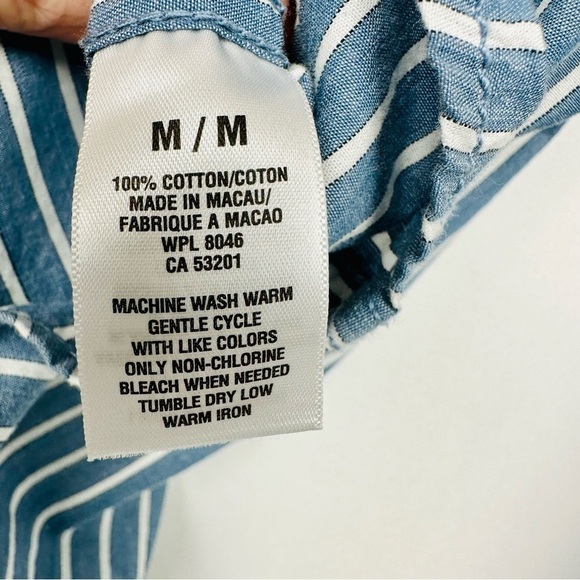 M / M
100% COTTON/COTON
MADE IN MACAU/
FABRIQUE A MACAO
WPL 8046
CA 53201
MACHINE WASH WARM
GENTLE CYCLE
WITH LIKE COLORS
ONLY NON-CHLORINE
BLEACH WHEN NEEDED
TUMBLE DRY LOW
WARM IRON